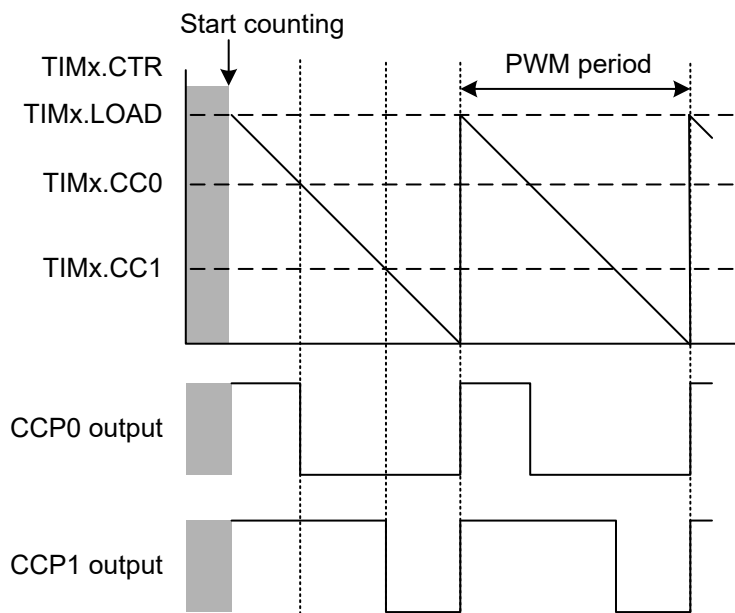 Start counting
TIMx.CTR
PWM period
TIMx.LOAD
TIMx.CC0
TIMx.CC1
CCP0 output
CCP1 output